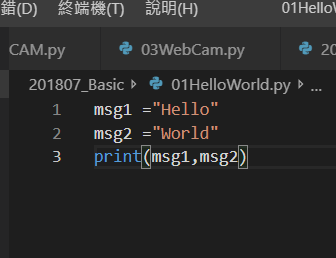 錯(D) 終端機(T) 說明(H) 01Hello
CAM.py 03WebCam.py 20
201807_Basic > 01HelloWorld.py > ...
1 msg1 ="Hello"
2 msg2 ="World"
3 print(msg1,msg2)